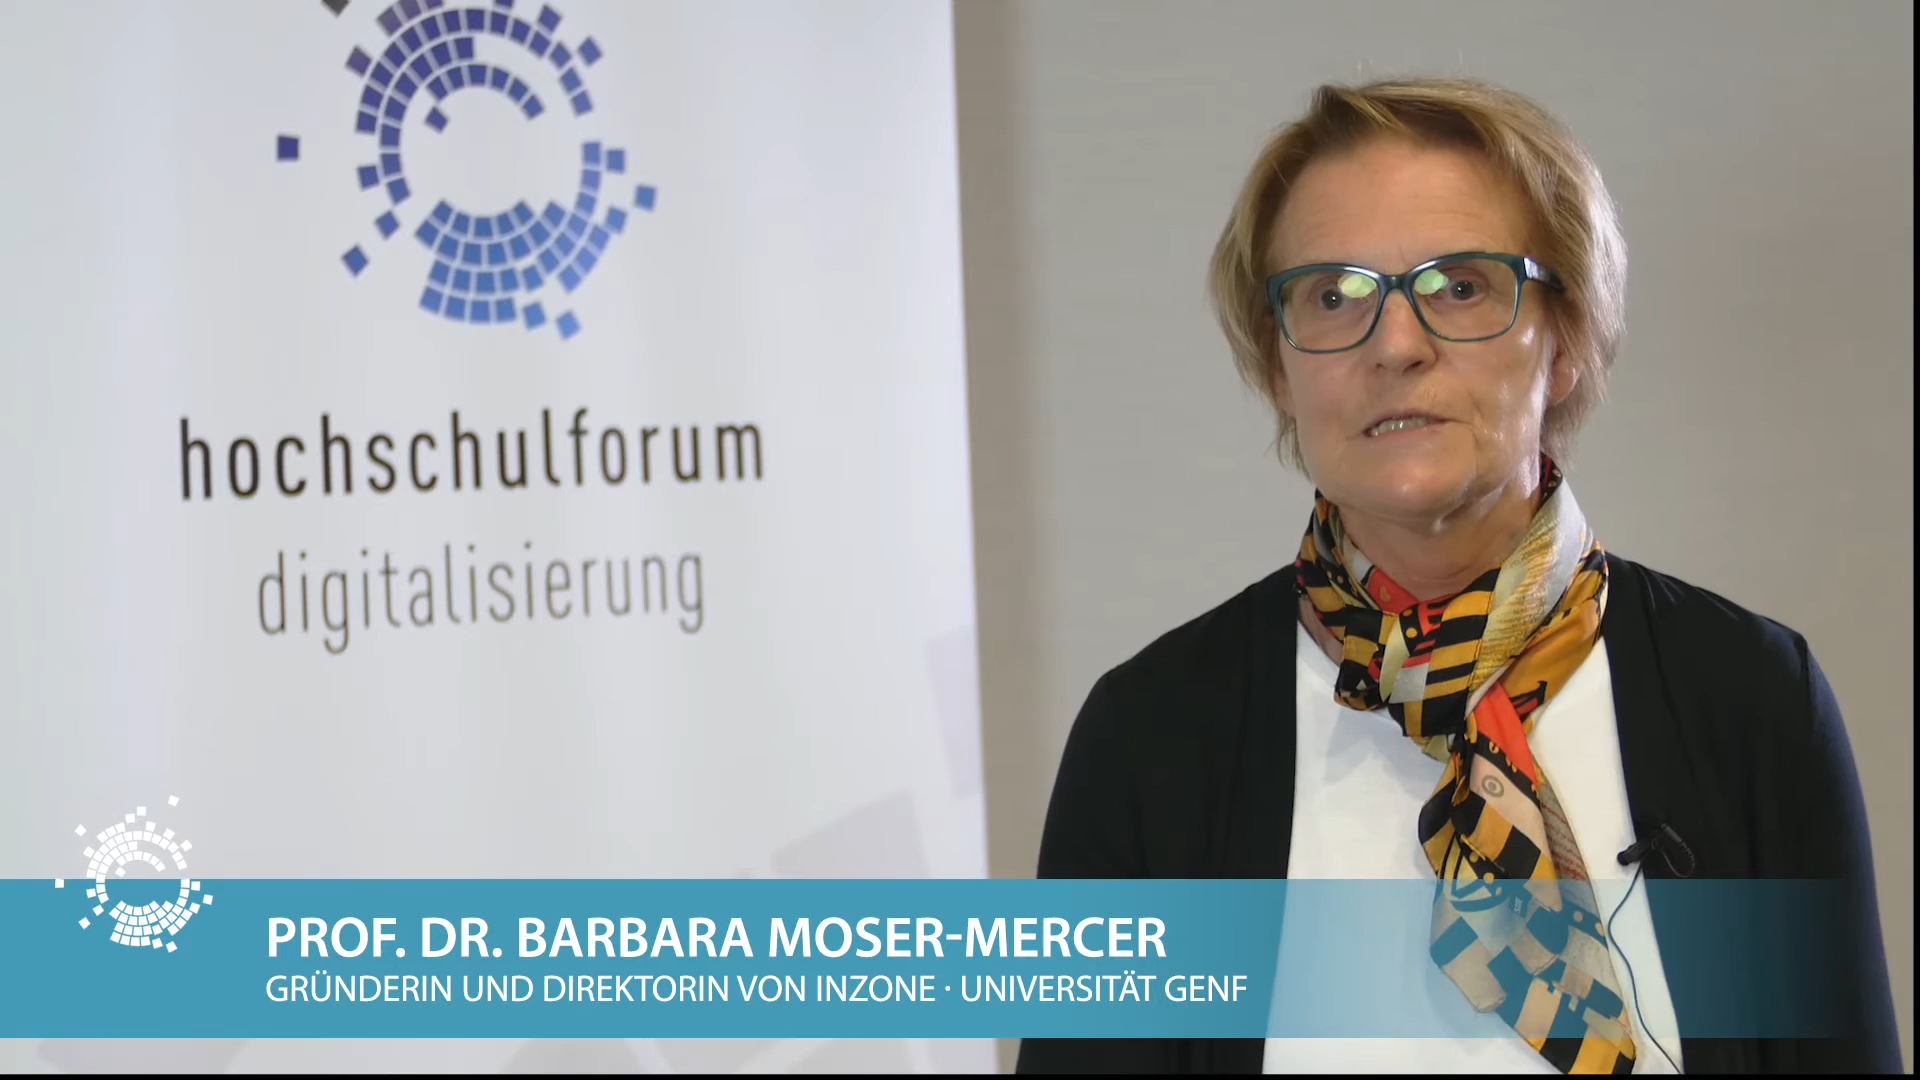 hochschulforum
digitalisierung
PROF. DR. BARBARA MOSER-MERCER
GRÜNDERIN UND DIREKTORIN VON INZONE · UNIVERSITÄT GENF